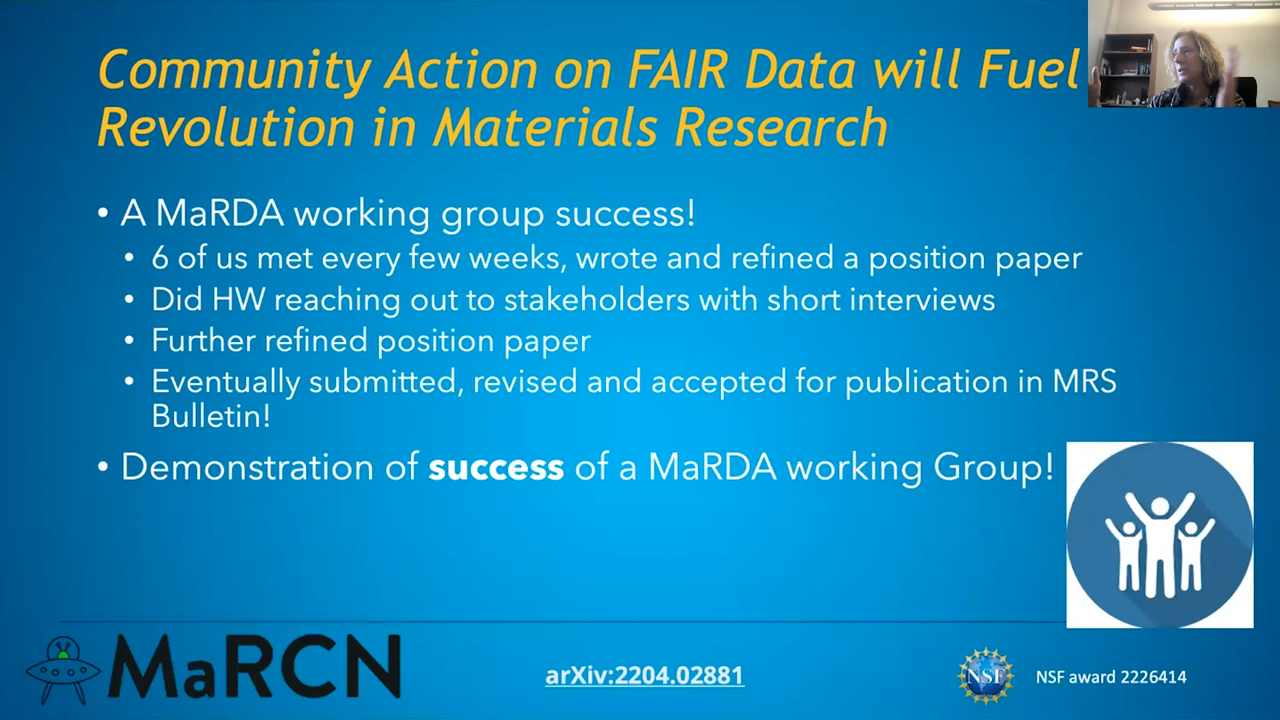 Community Action on FAIR Data will Fuel
Revolution in Materials Research
• A MaRDA working group success!
• 6 of us met every few weeks, wrote and refined a position paper
• Did HW reaching out to stakeholders with short interviews
• Further refined position paper
• Eventually submitted, revised and accepted for publication in MRS
Bulletin!
• Demonstration of success of a MaRDA working Group!
MaRCN
arXiv:2204.02881
NSF
NSF award 2226414